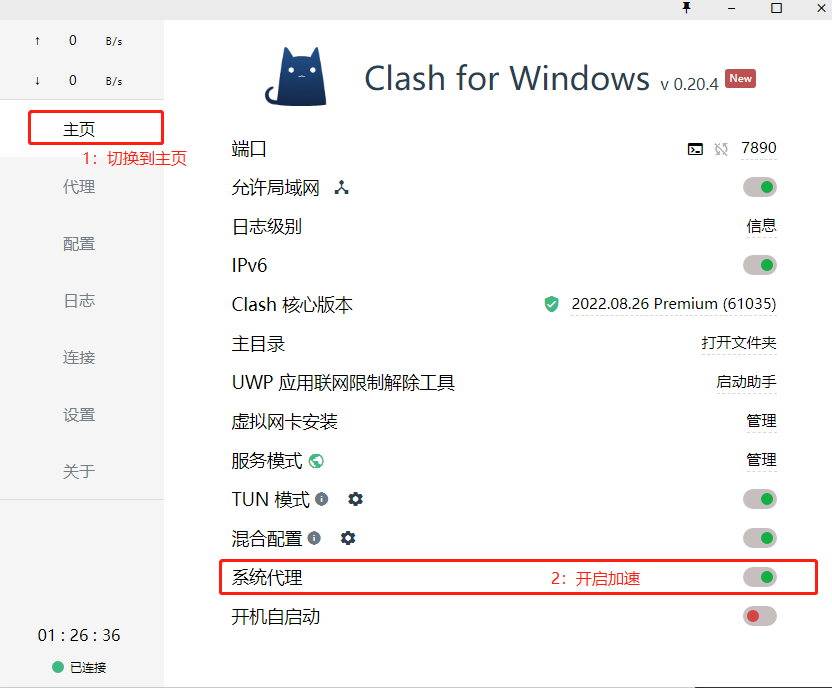 ↑ 0 B/s
↓ 0 B/s
主页
1：切换到主页
代理
配置
日志
连接
设置
关于
01 : 26 : 36
已连接
Clash for Windows v 0.20.4 New
端口 7890
允许局域网
日志级别 信息
IPv6
Clash 核心版本 2022.08.26 Premium (61035)
主目录 打开文件夹
UWP 应用联网限制解除工具 启动助手
虚拟网卡安装 管理
服务模式 管理
TUN 模式
混合配置
系统代理 2：开启加速
开机自启动